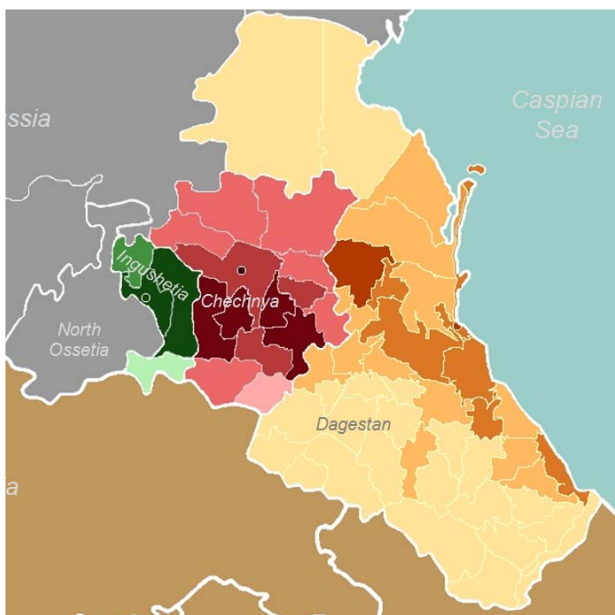 ssia
Caspian
Sea
Ingushetia
Chechnya
North
Ossetia
Dagestan
a